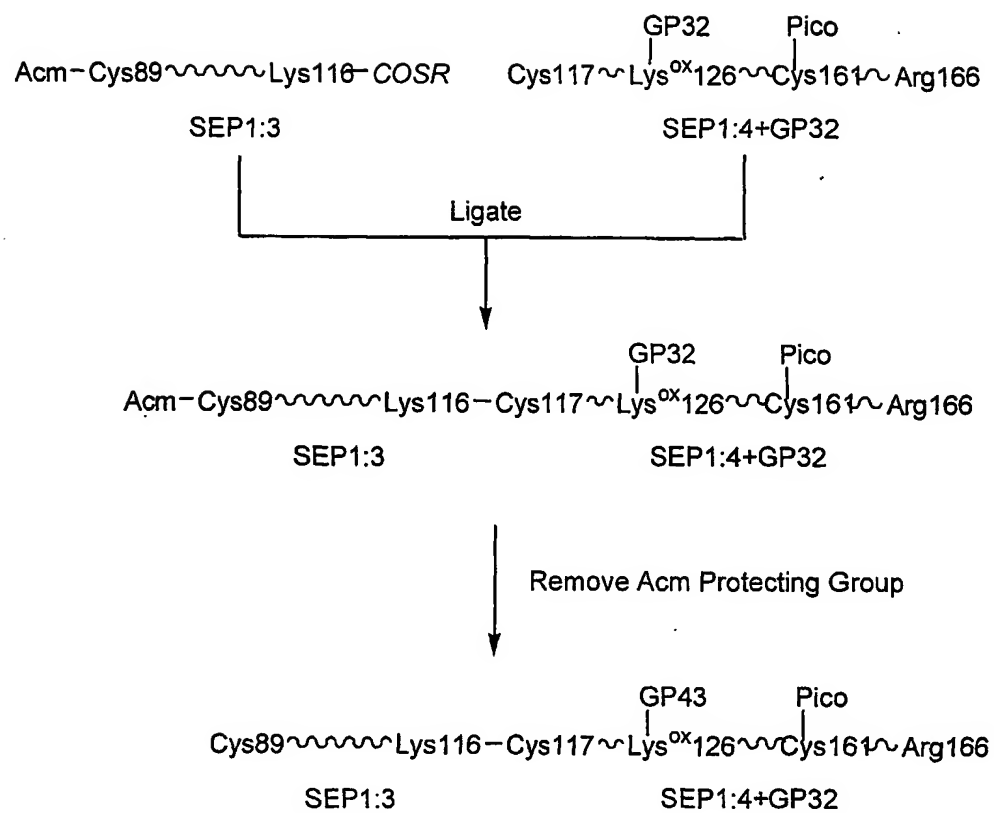 GP32 Pico
Acm–Cys89 Lys116–COSR Cys117~Lys^ox126 Cys161~Arg166
SEP1:3 SEP1:4+GP32
Ligate
GP32 Pico
Acm–Cys89 Lys116–Cys117~Lys^ox126 Cys161~Arg166
SEP1:3 SEP1:4+GP32
Remove Acm Protecting Group
GP43 Pico
Cys89 Lys116–Cys117~Lys^ox126 Cys161~Arg166
SEP1:3 SEP1:4+GP32